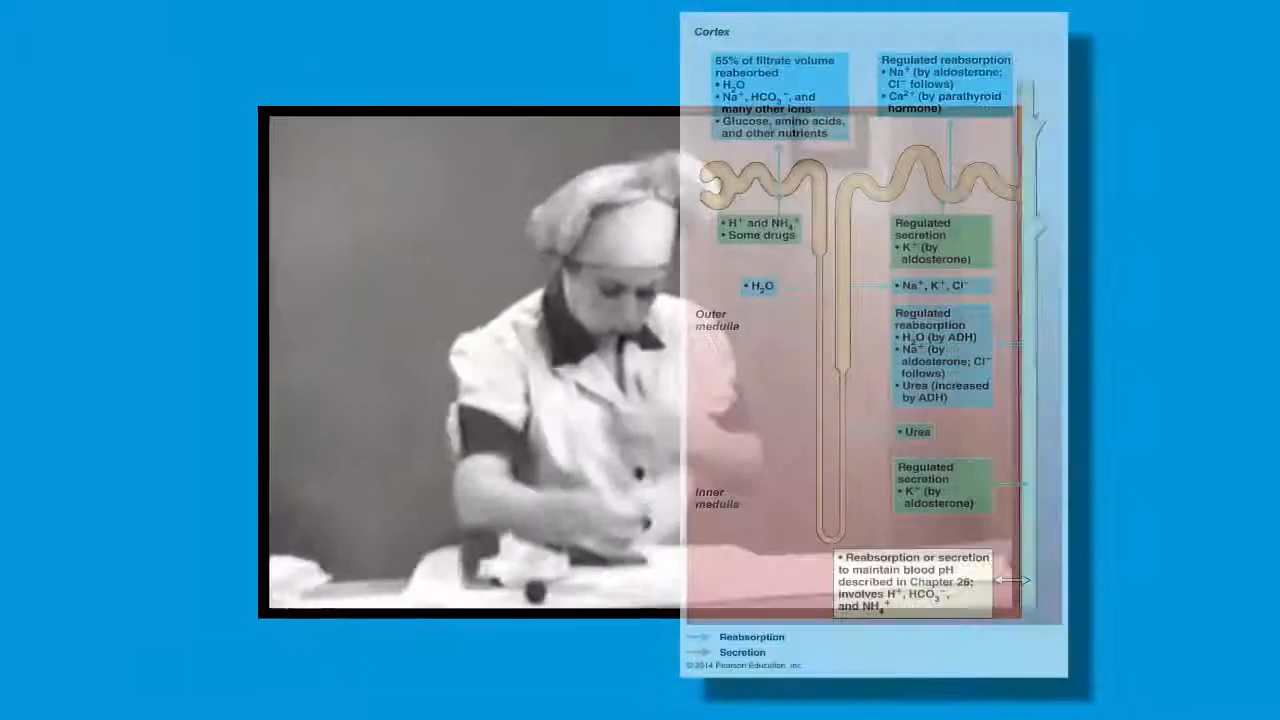 Cortex
65% of filtrate volume
reabsorbed
• H₂O
• Na⁺, HCO₃⁻, and
many other ions
• Glucose, amino acids,
and other nutrients
Regulated reabsorption
• Na⁺ (by aldosterone;
Cl⁻ follows)
• Ca²⁺ (by parathyroid
hormone)
• H⁺ and NH₄⁺
• Some drugs
Regulated
secretion
• K⁺ (by
aldosterone)
• H₂O
• Na⁺, K⁺, Cl⁻
Outer
medulla
Regulated
reabsorption
• H₂O (by ADH)
• Na⁺ (by
aldosterone; Cl⁻
follows)
• Urea (increased
by ADH)
• Urea
Regulated
secretion
• K⁺ (by
aldosterone)
Inner
medulla
• Reabsorption or secretion
to maintain blood pH
described in Chapter 26;
involves H⁺, HCO₃⁻,
and NH₄⁺
Reabsorption
Secretion
© 2014 Pearson Education, Inc.